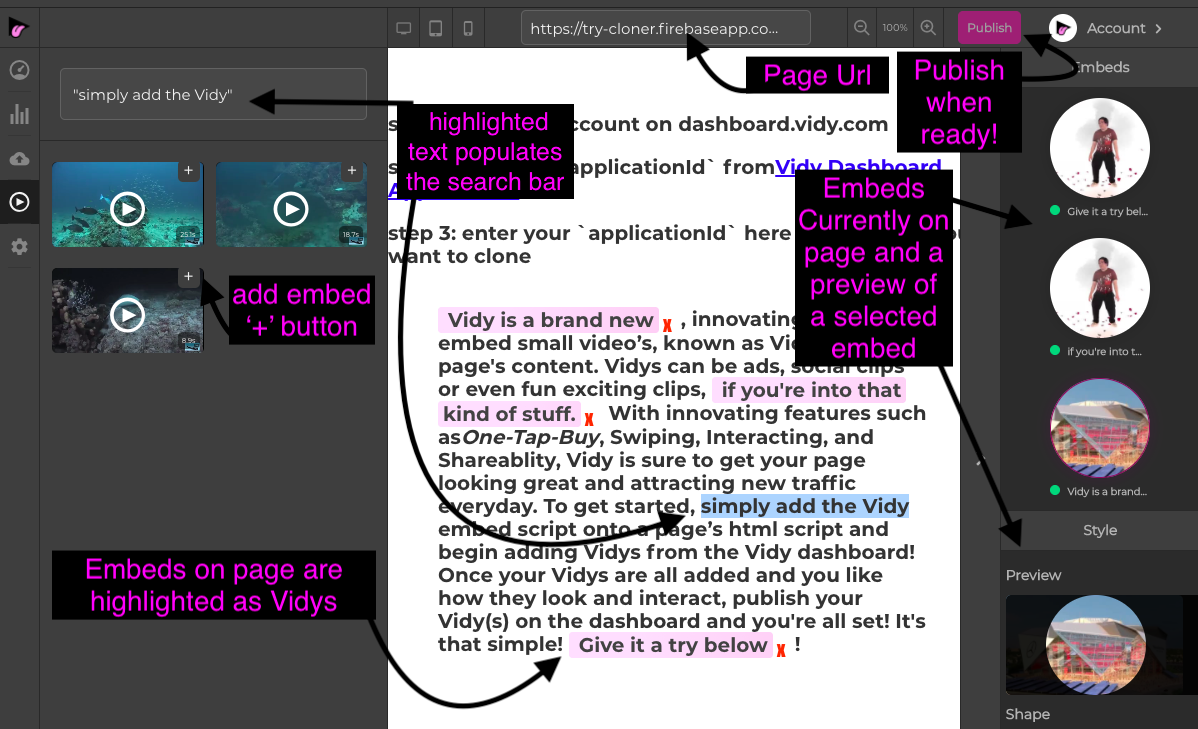 https://try-cloner.firebaseapp.co...
100%
Publish
Account
"simply add the Vidy"
Page Url
Publish
when
ready!
Embeds
highlighted
text populates
the search bar
ccount on dashboard.vidy.com
applicationId` from Vidy Dashboard
step 3: enter your `applicationId` here
want to clone
25.1s
18.7s
8.9s
add embed
‘+’ button
Embeds
Currently on
page and a
preview of
a selected
embed
Give it a try bel...
if you're into t...
Vidy is a brand...
Vidy is a brand new x , innovating
embed small video’s, known as
page's content. Vidys can be ads, social clips
or even fun exciting clips, if you're into that
kind of stuff. x With innovating features such
as One-Tap-Buy, Swiping, Interacting, and
Shareablity, Vidy is sure to get your page
looking great and attracting new traffic
everyday. To get started, simply add the Vidy
embed script onto a page’s html script and
begin adding Vidys from the Vidy dashboard!
Once your Vidys are all added and you like
how they look and interact, publish your
Vidy(s) on the dashboard and you're all set! It's
that simple! Give it a try below x !
Embeds on page are
highlighted as Vidys
Style
Preview
Shape